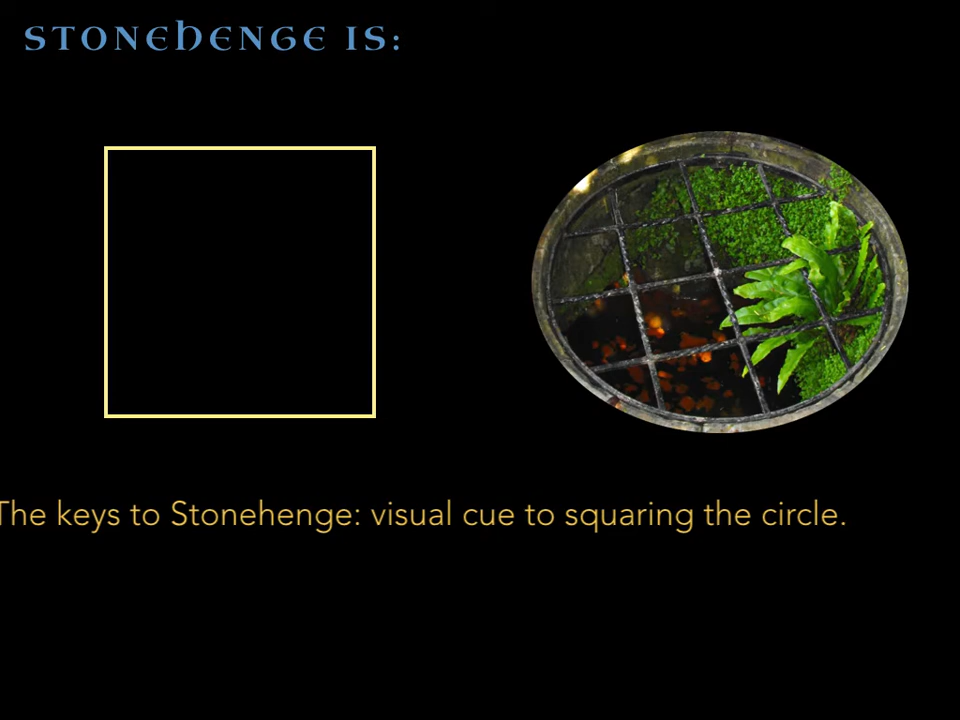 STONEHENGE IS:
The keys to Stonehenge: visual cue to squaring the circle.